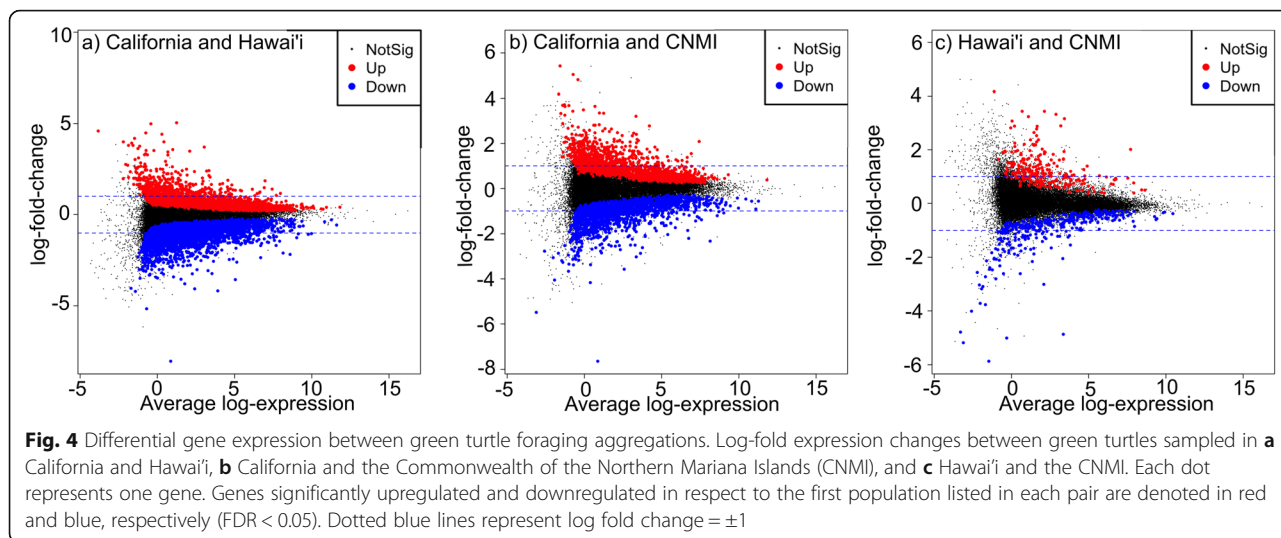 a) California and Hawai'i
NotSig
Up
Down
log-fold-change
10
5
0
-5
-5
0
5
10
15
Average log-expression
b) California and CNMI
NotSig
Up
Down
log-fold-change
6
4
2
0
-2
-4
-6
-8
-5
0
5
10
15
Average log-expression
c) Hawai'i and CNMI
NotSig
Up
Down
log-fold-change
6
4
2
0
-2
-4
-6
-5
0
5
10
15
Average log-expression
Fig. 4 Differential gene expression between green turtle foraging aggregations. Log-fold expression changes between green turtles sampled in a
California and Hawai'i, b California and the Commonwealth of the Northern Mariana Islands (CNMI), and c Hawai'i and the CNMI. Each dot
represents one gene. Genes significantly upregulated and downregulated in respect to the first population listed in each pair are denoted in red
and blue, respectively (FDR < 0.05). Dotted blue lines represent log fold change = ±1